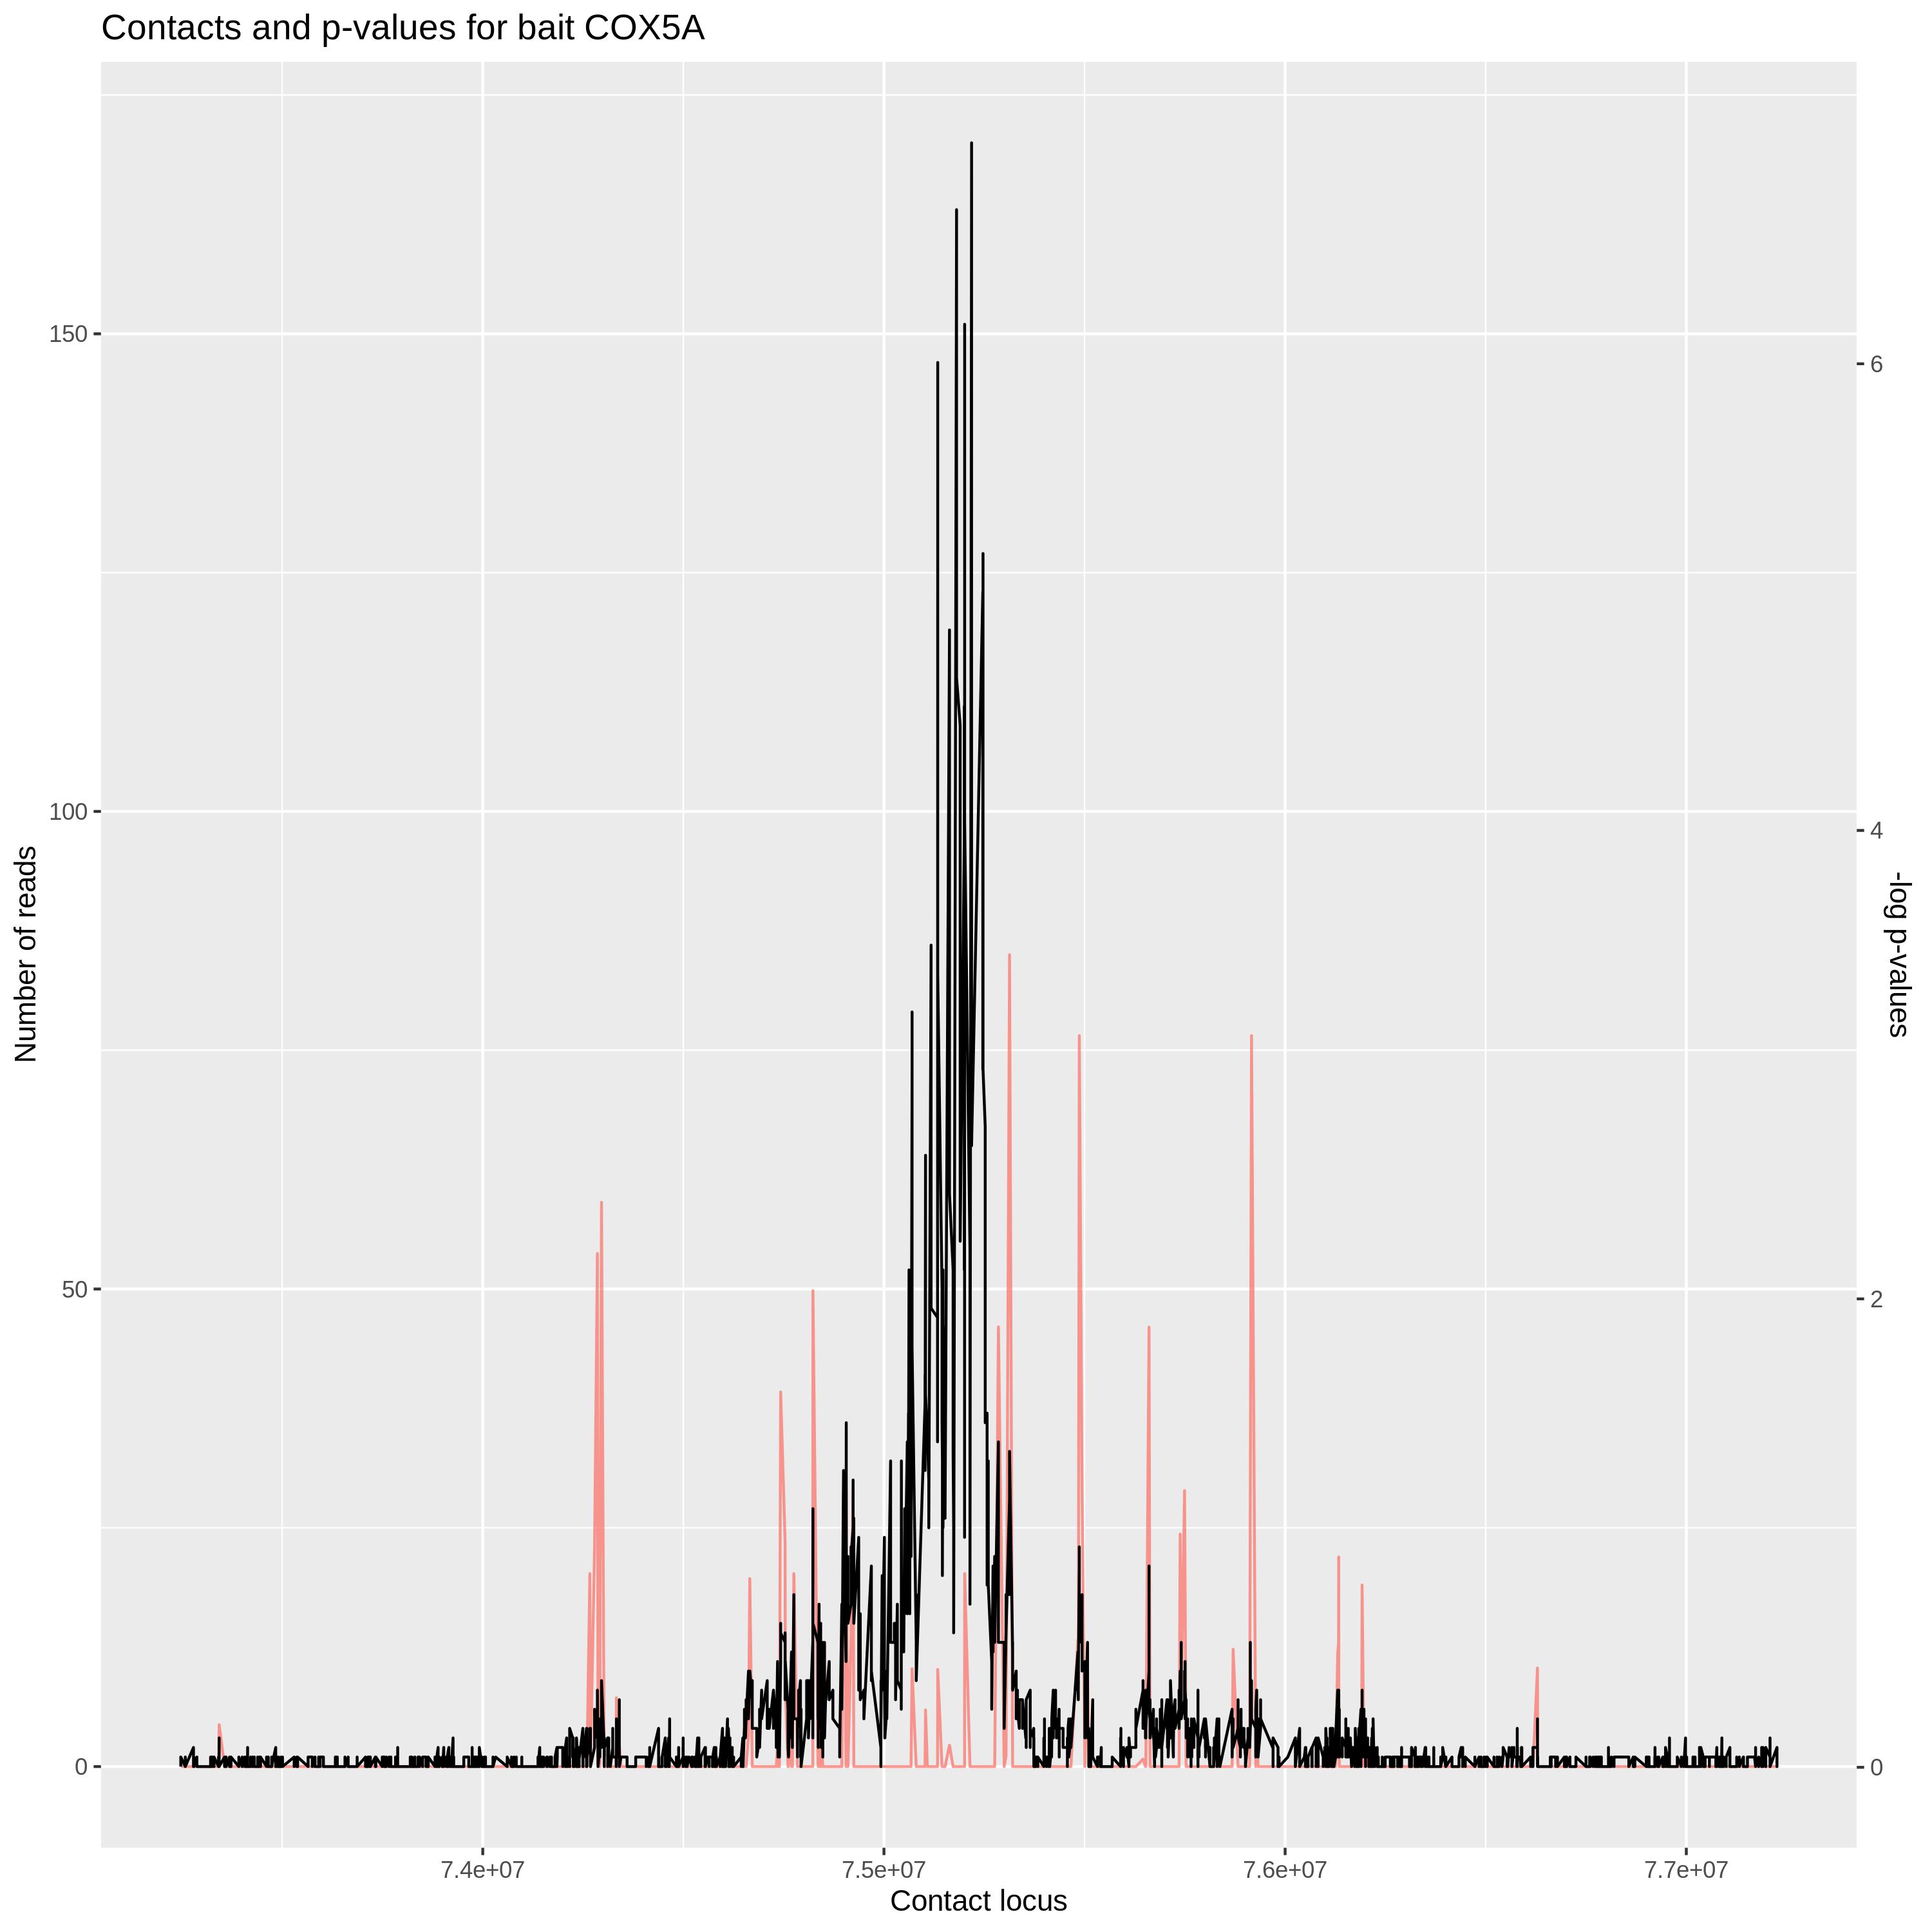 Contacts and p-values for bait COX5A
Number of reads
150
100
50
0
6
4
2
0
-log p-values
7.4e+07
7.5e+07
7.6e+07
7.7e+07
Contact locus